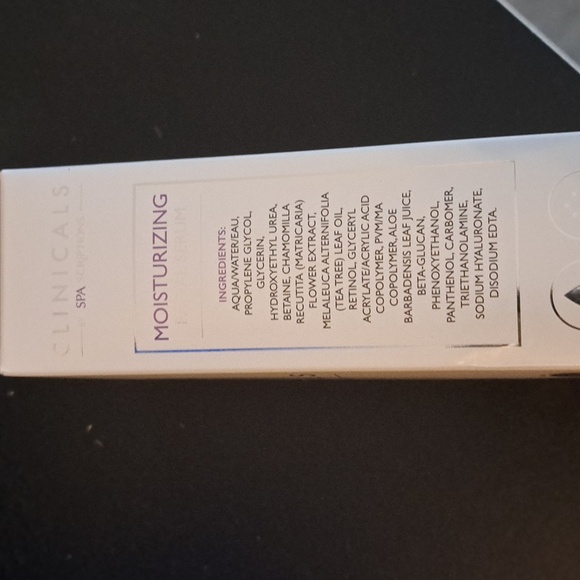 CLINICALS
SPA SOLUTIONS
MOISTURIZING
SERUM
INGREDIENTS:
AQUA/WATER/EAU,
PROPYLENE GLYCOL,
GLYCERIN,
HYDROXYETHYL UREA,
BETAINE, CHAMOMILLA
RECUTITA (MATRICARIA)
FLOWER EXTRACT,
MELALEUCA ALTERNIFOLIA
(TEA TREE) LEAF OIL,
RETINOL, GLYCERYL
ACRYLATE/ACRYLIC ACID
COPOLYMER, PVM/MA
COPOLYMER, ALOE
BARBADENSIS LEAF JUICE,
BETA-GLUCAN,
PHENOXYETHANOL,
PANTHENOL, CARBOMER,
TRIETHANOLAMINE,
SODIUM HYALURONATE,
DISODIUM EDTA.